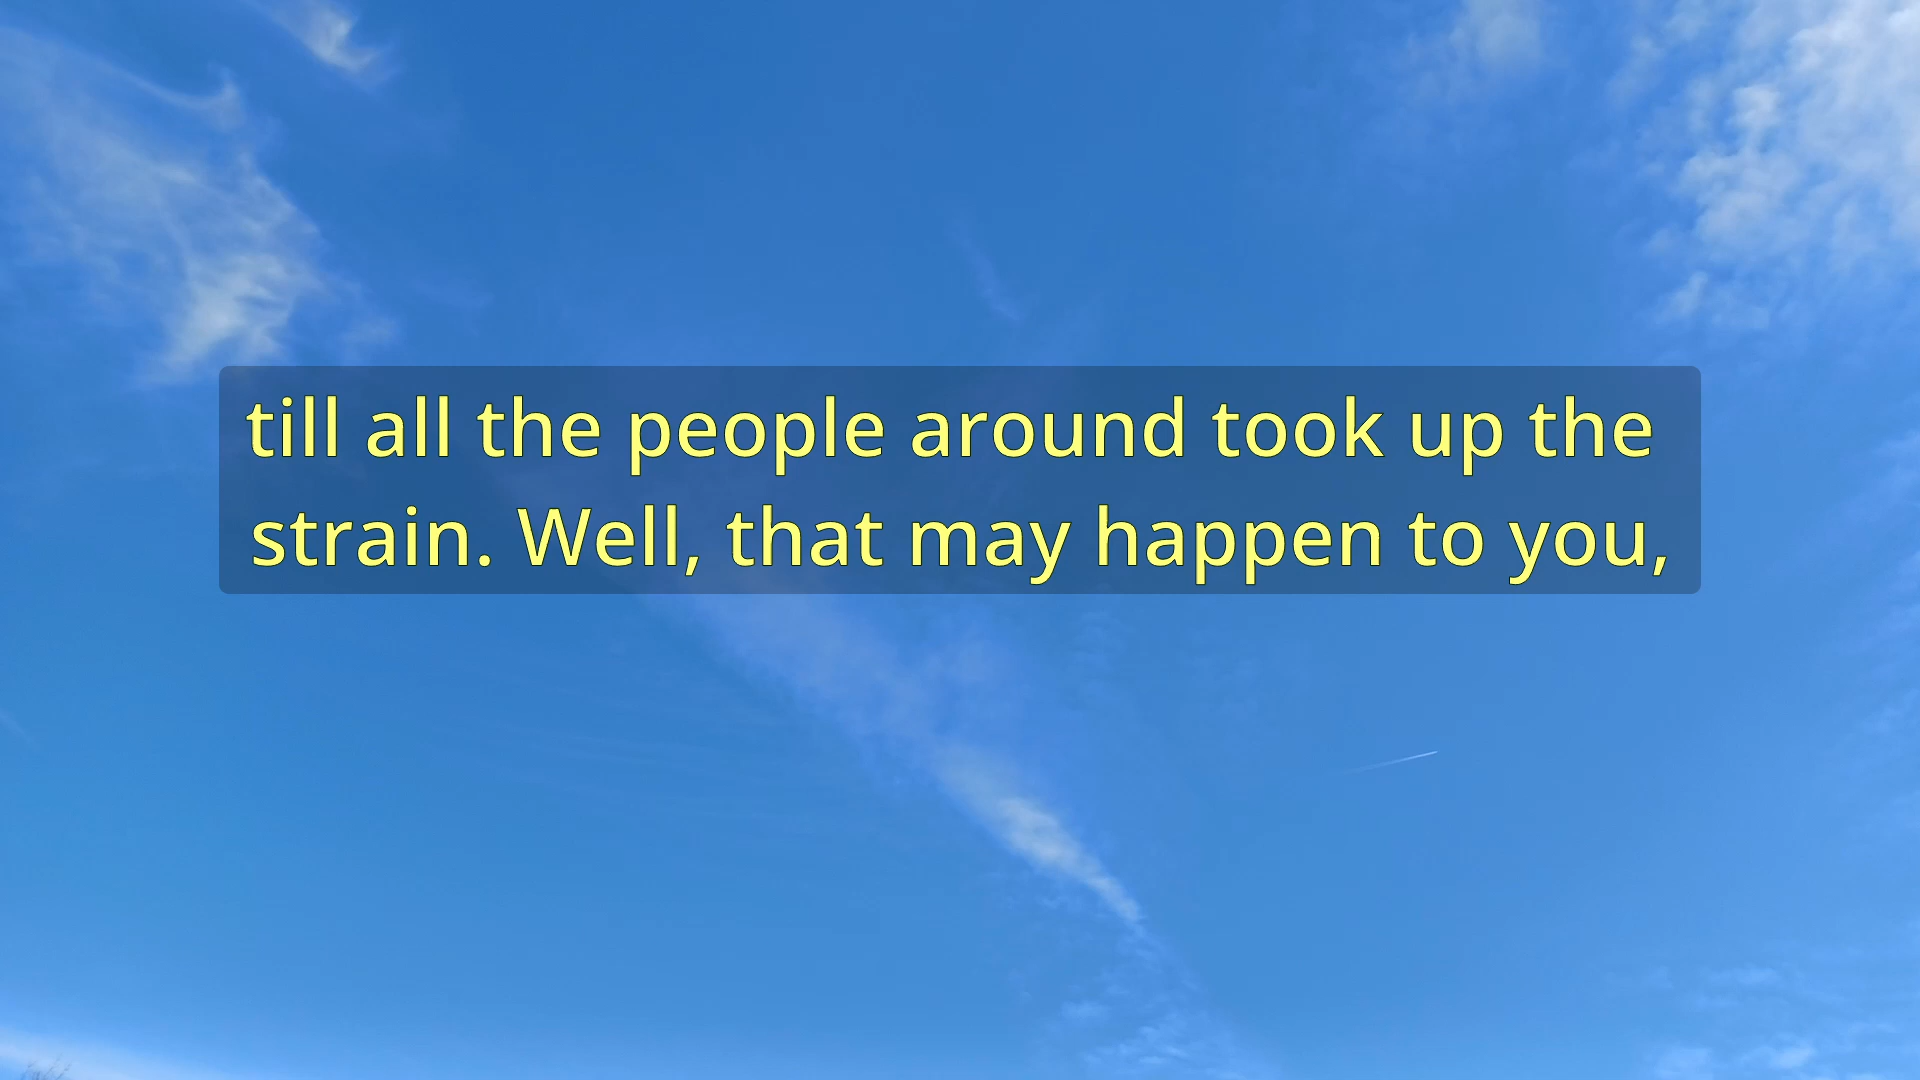 till all the people around took up the
strain. Well, that may happen to you,